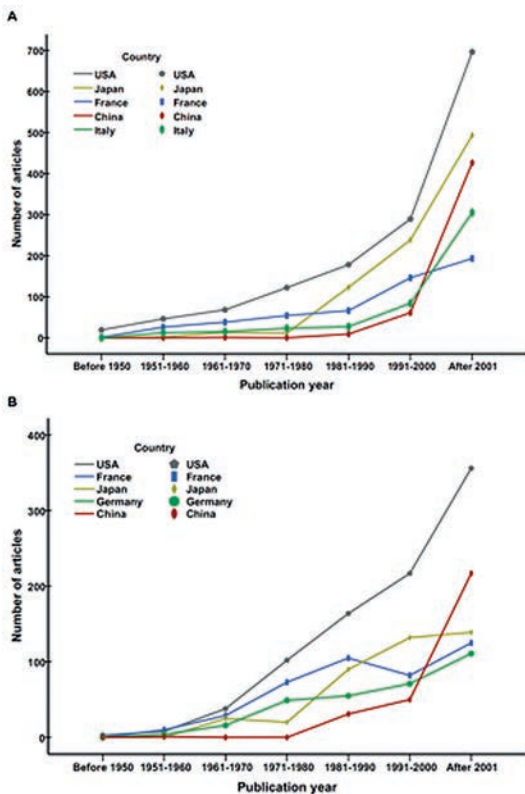 A
Number of articles
700
600
500
400
300
200
100
0
Country
USA USA
Japan Japan
France France
China China
Italy Italy
Before 1950 1951-1960 1961-1970 1971-1980 1981-1990 1991-2000 After 2001
Publication year
B
Number of articles
400
300
200
100
0
Country
USA USA
France France
Japan Japan
Germany Germany
China China
Before 1950 1951-1960 1961-1970 1971-1980 1981-1990 1991-2000 After 2001
Publication year